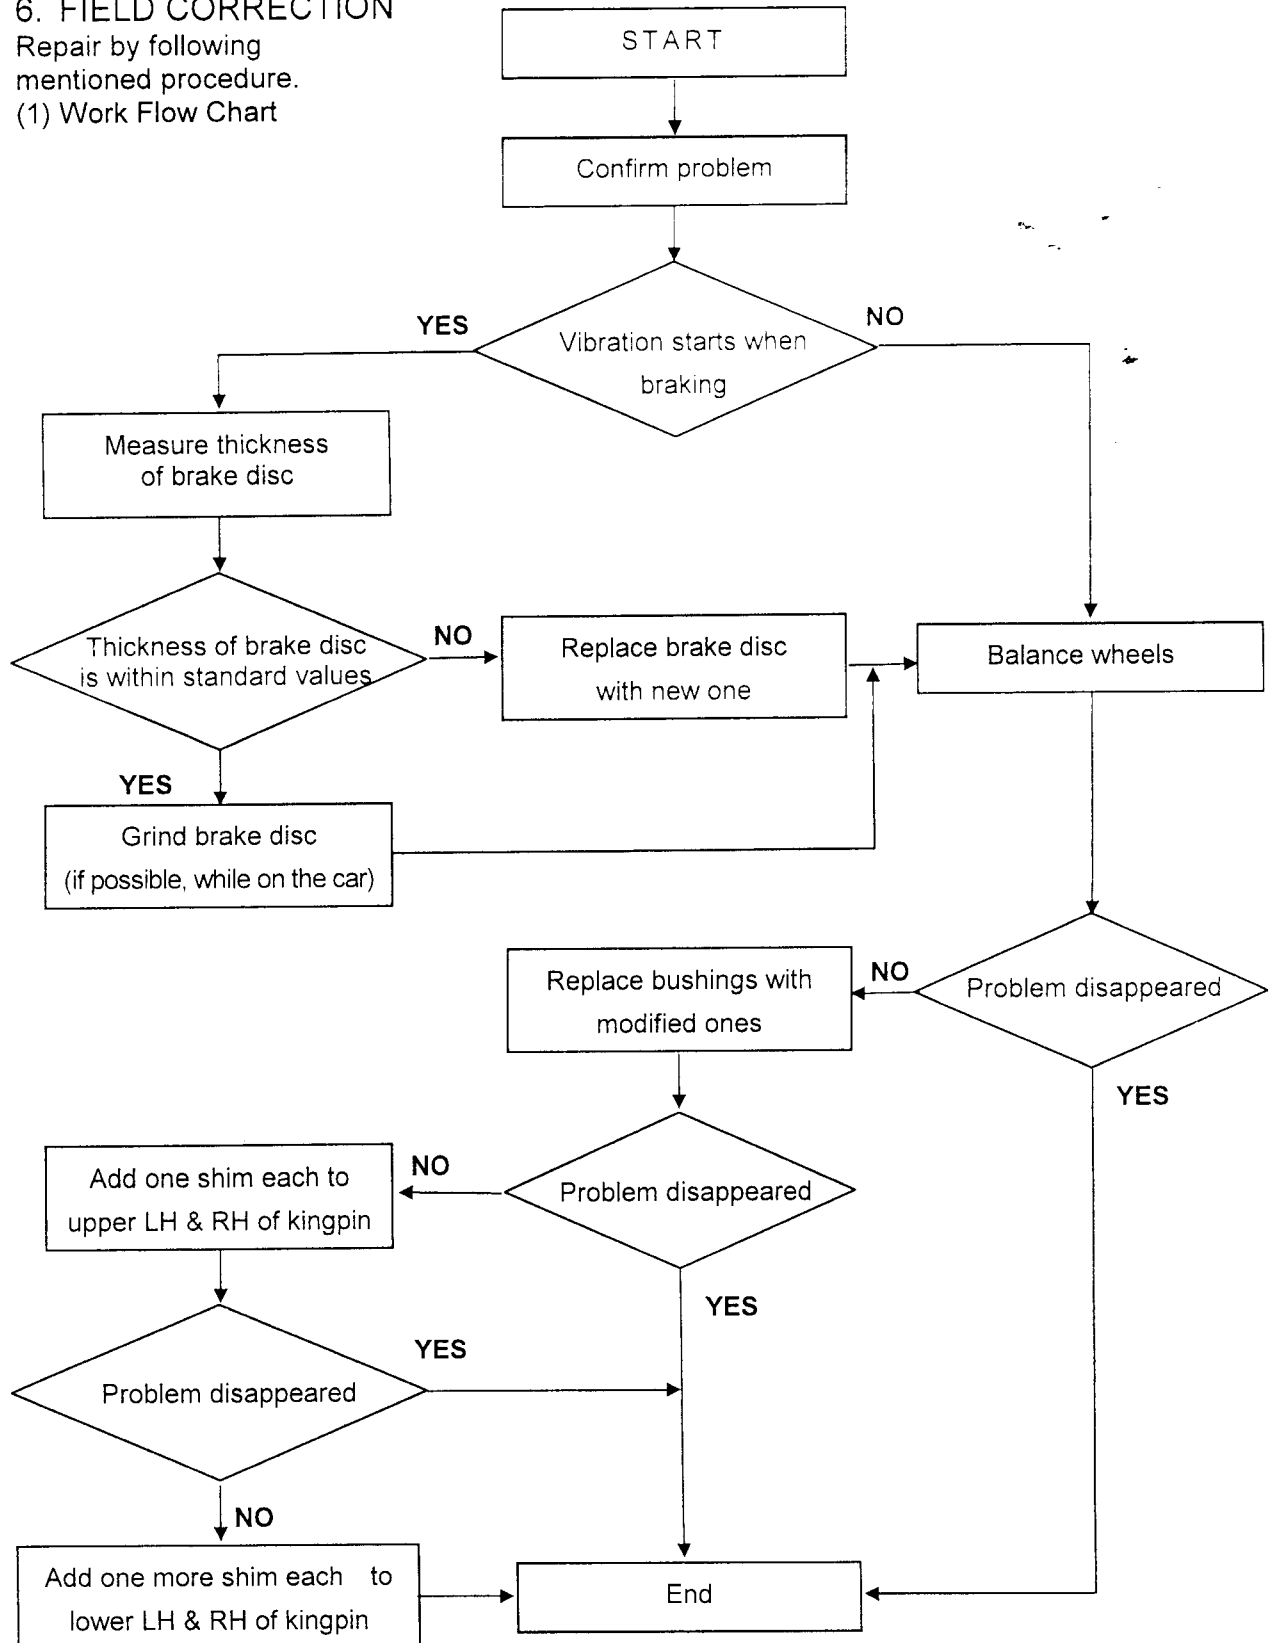 6. FIELD CORRECTION
Repair by following
mentioned procedure.
(1) Work Flow Chart
START
Confirm problem
Vibration starts when
braking
YES
NO
Measure thickness
of brake disc
Thickness of brake disc
is within standard values
NO
Replace brake disc
with new one
Balance wheels
YES
Grind brake disc
(if possible, while on the car)
Problem disappeared
NO
Replace bushings with
modified ones
YES
Problem disappeared
NO
Add one shim each to
upper LH & RH of kingpin
YES
Problem disappeared
YES
NO
Add one more shim each to
lower LH & RH of kingpin
End